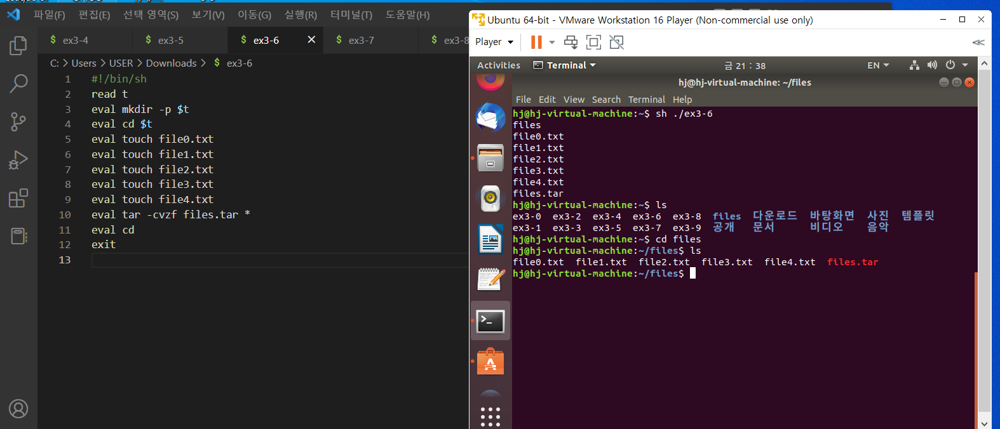 파일(F) 편집(E) 선택 영역(S) 보기(V) 이동(G) 실행(R) 터미널(T) 도움말(H)
ex3-4 ex3-5 ex3-6 ex3-7 ex3-8
C: > Users > USER > Downloads > $ ex3-6
1 #!/bin/sh
2 read t
3 eval mkdir -p $t
4 eval cd $t
5 eval touch file0.txt
6 eval touch file1.txt
7 eval touch file2.txt
8 eval touch file3.txt
9 eval touch file4.txt
10 eval tar -cvzf files.tar *
11 eval cd
12 exit
13
Ubuntu 64-bit - VMware Workstation 16 Player (Non-commercial use only)
Player
Activities Terminal 금 21 : 38 EN
hj@hj-virtual-machine: ~/files
File Edit View Search Terminal Help
hj@hj-virtual-machine:~$ sh ./ex3-6
files
file0.txt
file1.txt
file2.txt
file3.txt
file4.txt
files.tar
hj@hj-virtual-machine:~$ ls
ex3-0 ex3-2 ex3-4 ex3-6 ex3-8 files 다운로드 바탕화면 사진 템플릿
ex3-1 ex3-3 ex3-5 ex3-7 ex3-9 공개 문서 비디오 음악
hj@hj-virtual-machine:~$ cd files
hj@hj-virtual-machine:~/files$ ls
file0.txt file1.txt file2.txt file3.txt file4.txt files.tar
hj@hj-virtual-machine:~/files$